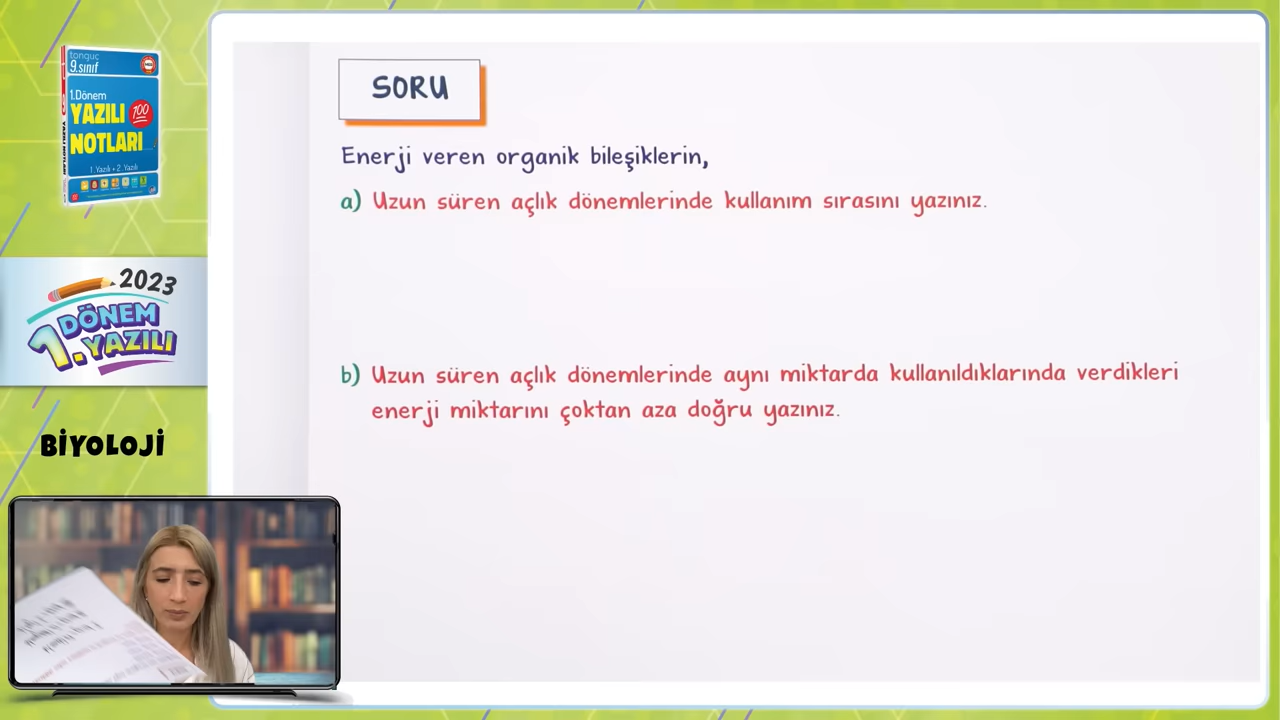 tonguç
9.sınıf
1.Dönem
YAZILI
100
NOTLARI
YAZILI NOTLARI
1. Yazılı + 2. Yazılı
2023
1. DÖNEM
YAZILI
BİYOLOJİ
SORU
Enerji veren organik bileşiklerin,
a) Uzun süren açlık dönemlerinde kullanım sırasını yazınız.
b) Uzun süren açlık dönemlerinde aynı miktarda kullanıldıklarında verdikleri
enerji miktarını çoktan aza doğru yazınız.